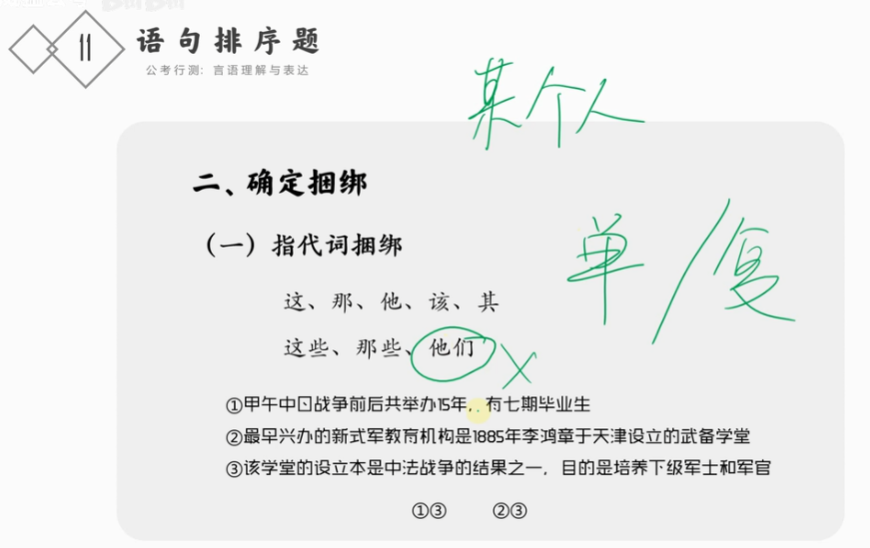 11 语句排序题
公考行测：言语理解与表达
某个人
二、确定捆绑
（一）指代词捆绑
单/复
这、那、他、该、其
这些、那些、他们 X
①甲午中日战争前后共举办15年，有七期毕业生
②最早兴办的新式军教育机构是1885年李鸿章于天津设立的武备学堂
③该学堂的设立本是中法战争的结果之一，目的是培养下级军士和军官
①③ ②③